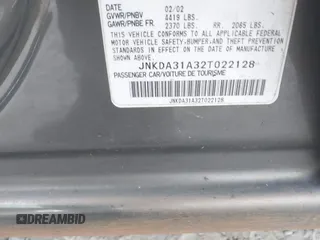 DATE 02/02
GVWR/PNBV 4419 LBS.
GAWR/PNBE FR 2370 LBS. RR. 2085 LBS.
THIS VEHICLE CONFORMS TO ALL APPLICABLE FEDERAL
MOTOR VEHICLE SAFETY, BUMPER, AND THEFT PREVENTION
STANDARDS IN EFFECT ON THE DATE OF MANUFACTURE
SHOWN ABOVE.
JNKDA31A32T022128
PASSENGER CAR/VOITURE DE TOURISME
JNKDA31A32T022128
DREAMBID